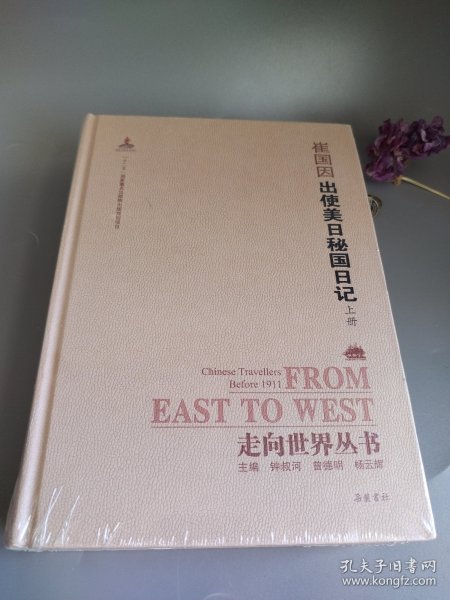 崔国因
出使美日秘国日记
上册
Chinese Travellers
Before 1911
FROM
EAST TO WEST
走向世界丛书
主编 钟叔河 曾德明 杨云辉
岳麓书社
孔夫子旧书网
www.kongfz.com